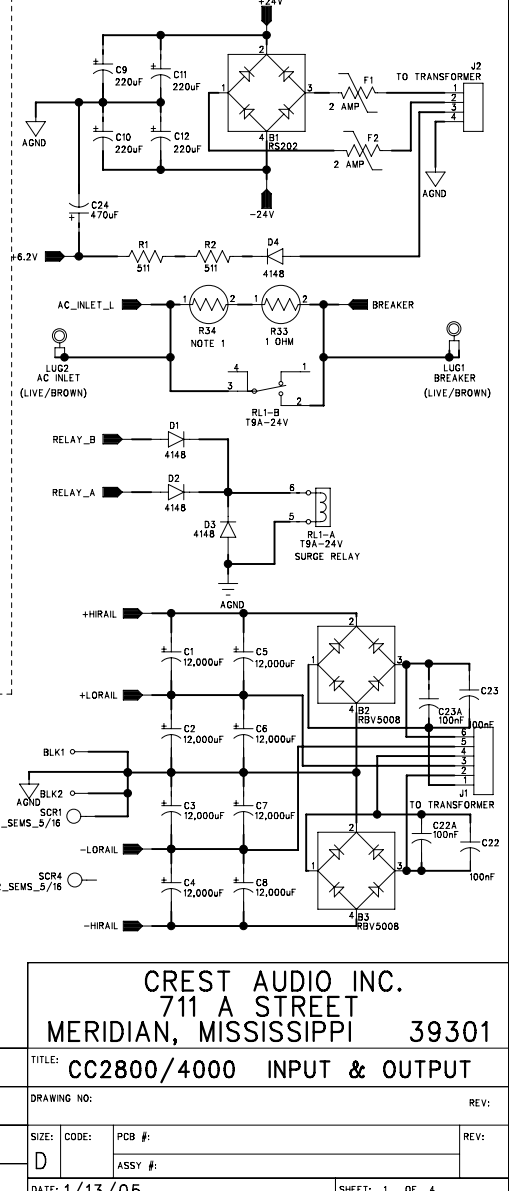 +24V
2
C9
220uF
C11
220uF
1
3
F1
2 AMP
J2
TO TRANSFORMER
1
2
3
4
AGND
C10
220uF
C12
220uF
4
B1
RS202
F2
2 AMP
AGND
C24
470uF
-24V
+6.2V
R1
511
R2
511
D4
4148
AC_INLET_L
1
2
R34
NOTE 1
1
2
R33
1 OHM
BREAKER
LUG2
AC INLET
(LIVE/BROWN)
LUG1
BREAKER
(LIVE/BROWN)
4
3
1
2
RL1-B
T9A-24V
RELAY_B
D1
4148
RELAY_A
D2
4148
6
5
D3
4148
RL1-A
T9A-24V
SURGE RELAY
AGND
+HIRAIL
2
C1
12,000uF
C5
12,000uF
1
3
+LORAIL
4
B2
RBV5008
C23A
100nF
C23
100nF
C2
12,000uF
C6
12,000uF
6
5
4
3
2
1
J1
TO TRANSFORMER
BLK1
BLK2
AGND
SCR1
_SEMS_5/16
C3
12,000uF
C7
12,000uF
2
C22A
100nF
C22
100nF
-LORAIL
1
3
SCR4
_SEMS_5/16
C4
12,000uF
C8
12,000uF
4
B3
RBV5008
-HIRAIL
CREST AUDIO INC.
711 A STREET
MERIDIAN, MISSISSIPPI 39301
TITLE: CC2800/4000 INPUT & OUTPUT
DRAWING NO:
REV:
SIZE: D
CODE:
PCB #:
REV:
ASSY #:
DATE: 1/13/05
SHEET: 1 OF 4